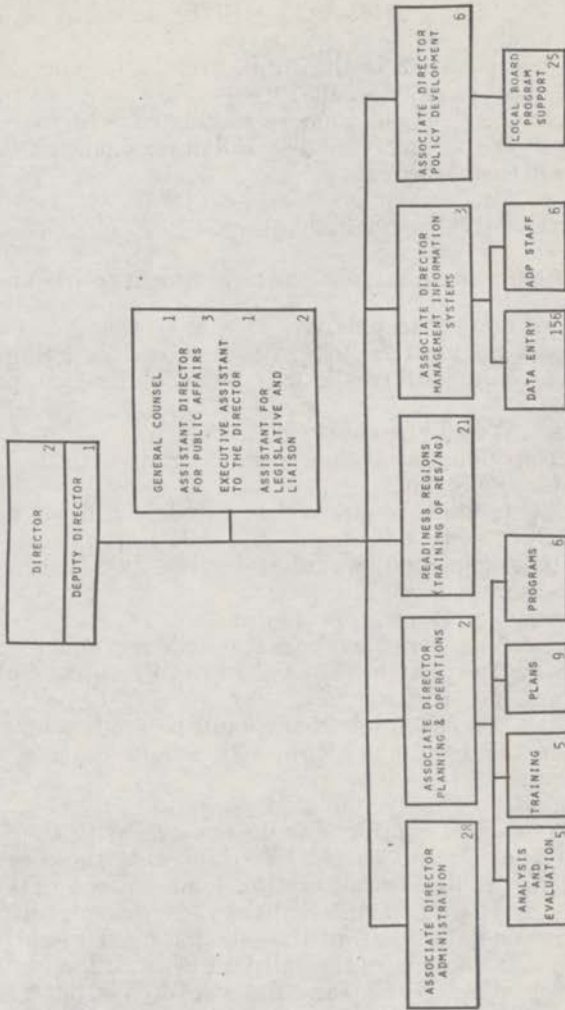 DIRECTOR
2
DEPUTY DIRECTOR
1
GENERAL COUNSEL 1
ASSISTANT DIRECTOR
FOR PUBLIC AFFAIRS 3
EXECUTIVE ASSISTANT
TO THE DIRECTOR 1
ASSISTANT FOR
LEGISLATIVE AND
LIAISON 2
ASSOCIATE DIRECTOR
ADMINISTRATION
28
ASSOCIATE DIRECTOR
PLANNING & OPERATIONS
2
READINESS REGIONS
(TRAINING OF RES/NG)
21
ASSOCIATE DIRECTOR
MANAGEMENT INFORMATION
SYSTEMS
3
ASSOCIATE DIRECTOR
POLICY DEVELOPMENT
6
ANALYSIS
AND
EVALUATION
5
TRAINING
5
PLANS
9
PROGRAMS
6
DATA ENTRY
156
ADP STAFF
6
LOCAL BOARD
PROGRAM
SUPPORT
25